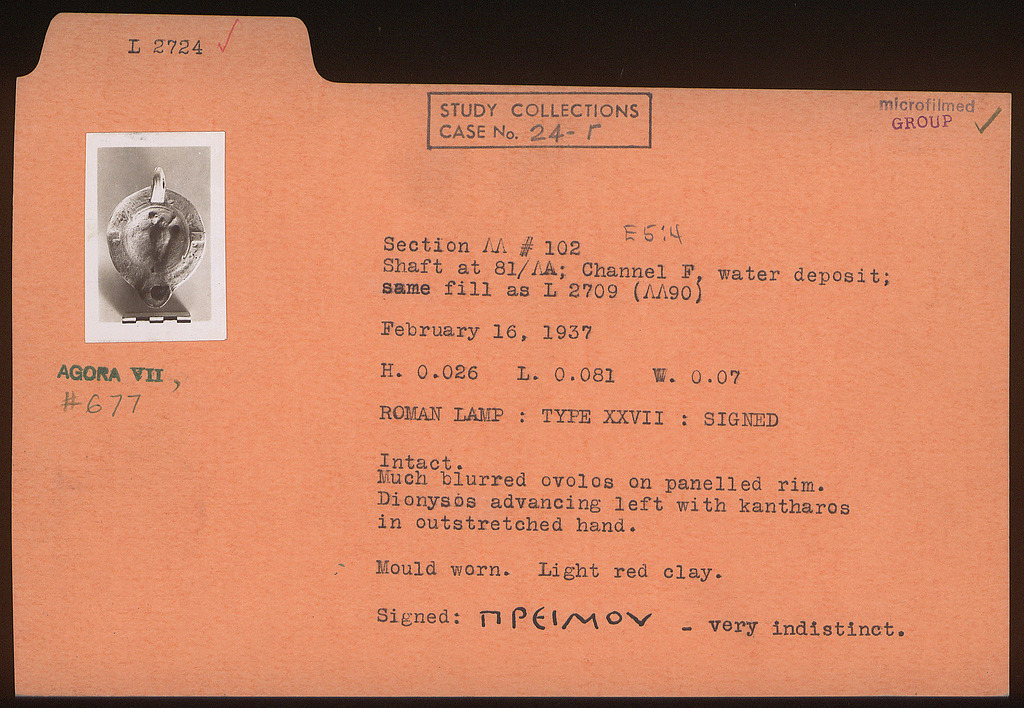 L 2724
STUDY COLLECTIONS
CASE No. 24-Γ
microfilmed
GROUP
E 5:4
Section ΛΛ # 102
Shaft at 81/ΛΑ; Channel F, water deposit;
same fill as L 2709 (ΛΛ90)
February 16, 1937
H. 0.026 L. 0.081 W. 0.07
ROMAN LAMP : TYPE XXVII : SIGNED
Intact.
Much blurred ovolos on panelled rim.
Dionysos advancing left with kantharos
in outstretched hand.
Mould worn. Light red clay.
Signed: ΠΡΕΙΜΟΥ - very indistinct.
AGORA VII,
#677